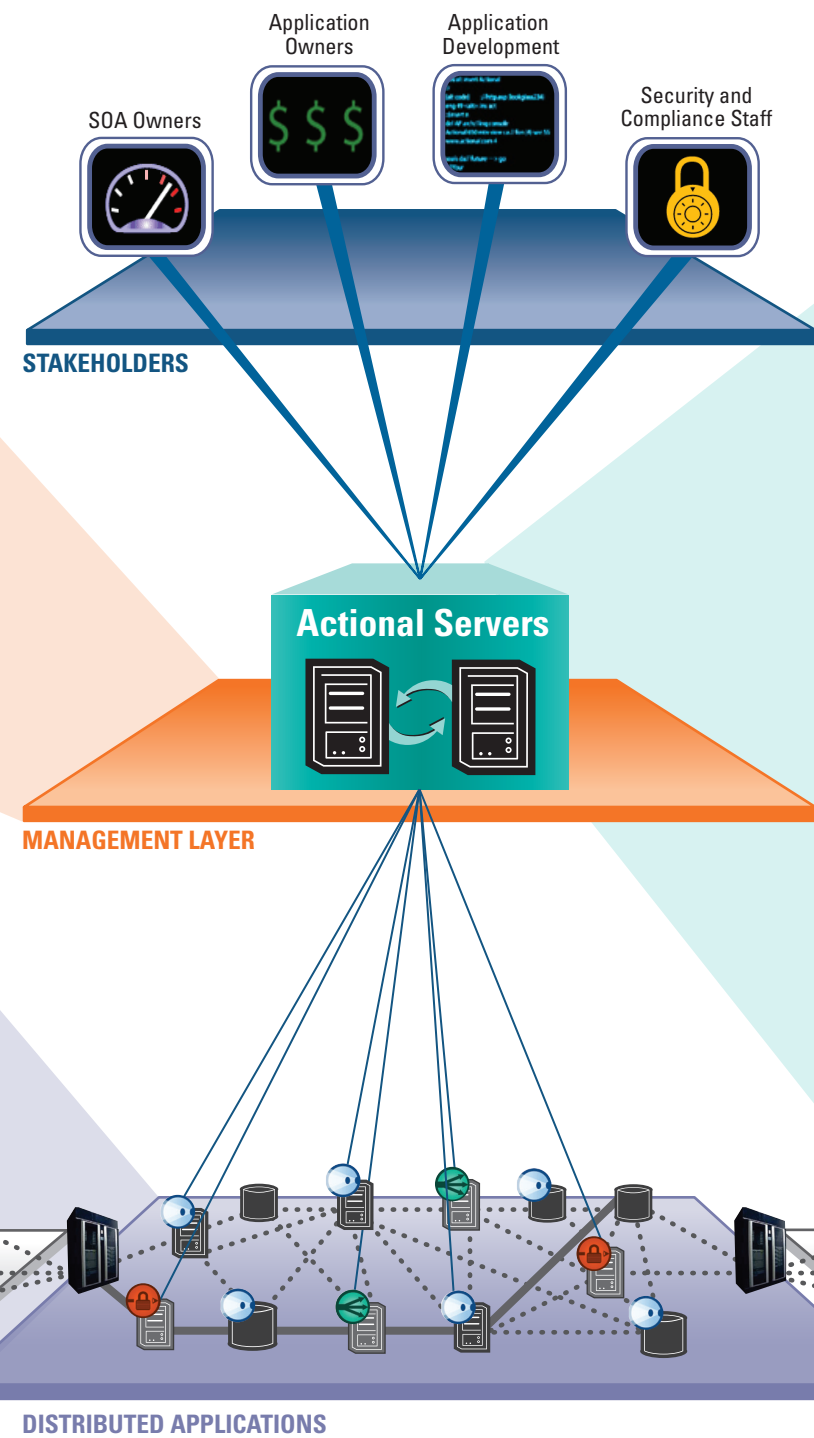 Application
Owners
Application
Development
SOA Owners
Security and
Compliance Staff
$ $ $
STAKEHOLDERS
Actional Servers
MANAGEMENT LAYER
DISTRIBUTED APPLICATIONS